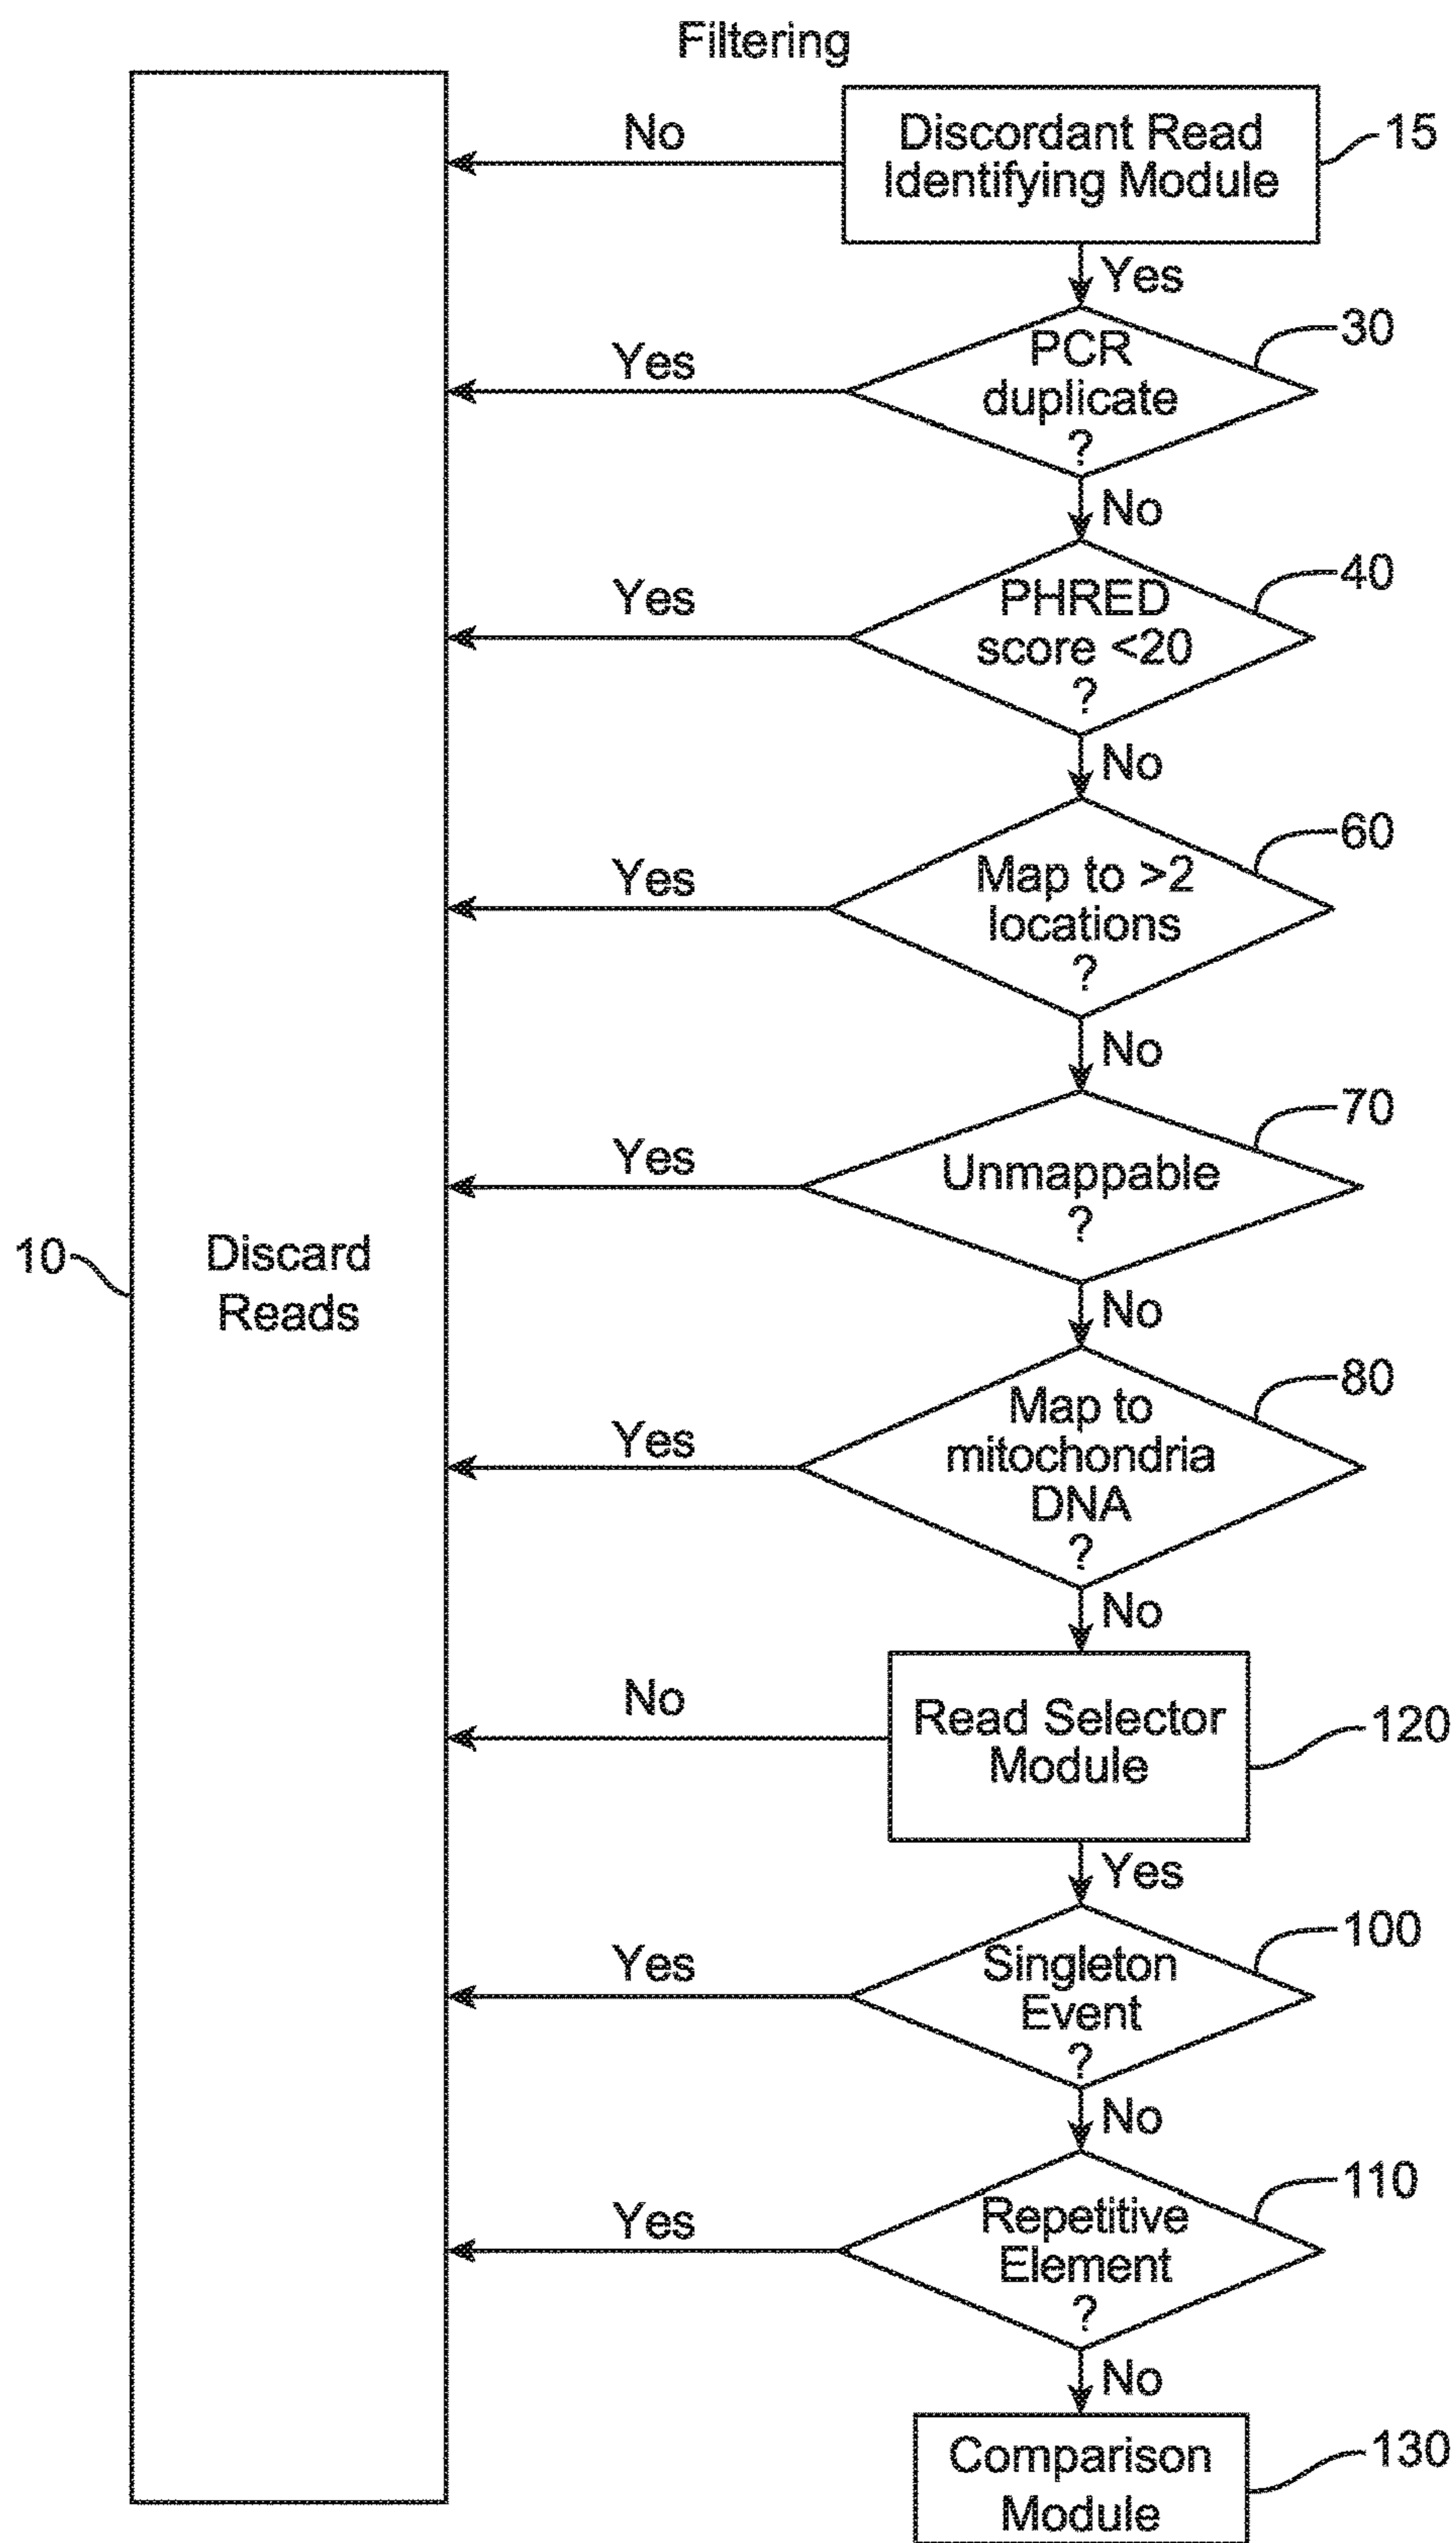 Filtering
No
Discordant Read
Identifying Module
15
Yes
Yes
PCR
duplicate
?
30
No
Yes
PHRED
score <20
?
40
No
Yes
Map to >2
locations
?
60
No
Yes
Unmappable
?
70
No
10
Discard
Reads
Yes
Map to
mitochondria
DNA
?
80
No
No
Read Selector
Module
120
Yes
Yes
Singleton
Event
?
100
No
Yes
Repetitive
Element
?
110
No
Comparison
Module
130